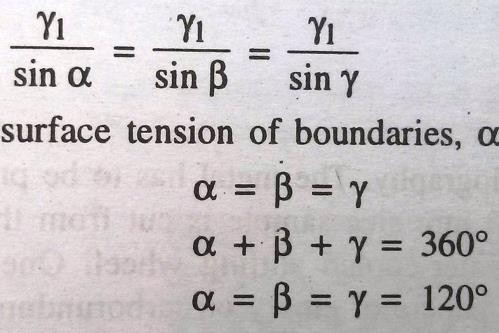 γ1 / sin α = γ1 / sin β = γ1 / sin γ
surface tension of boundaries, α
α = β = γ
α + β + γ = 360°
α = β = γ = 120°